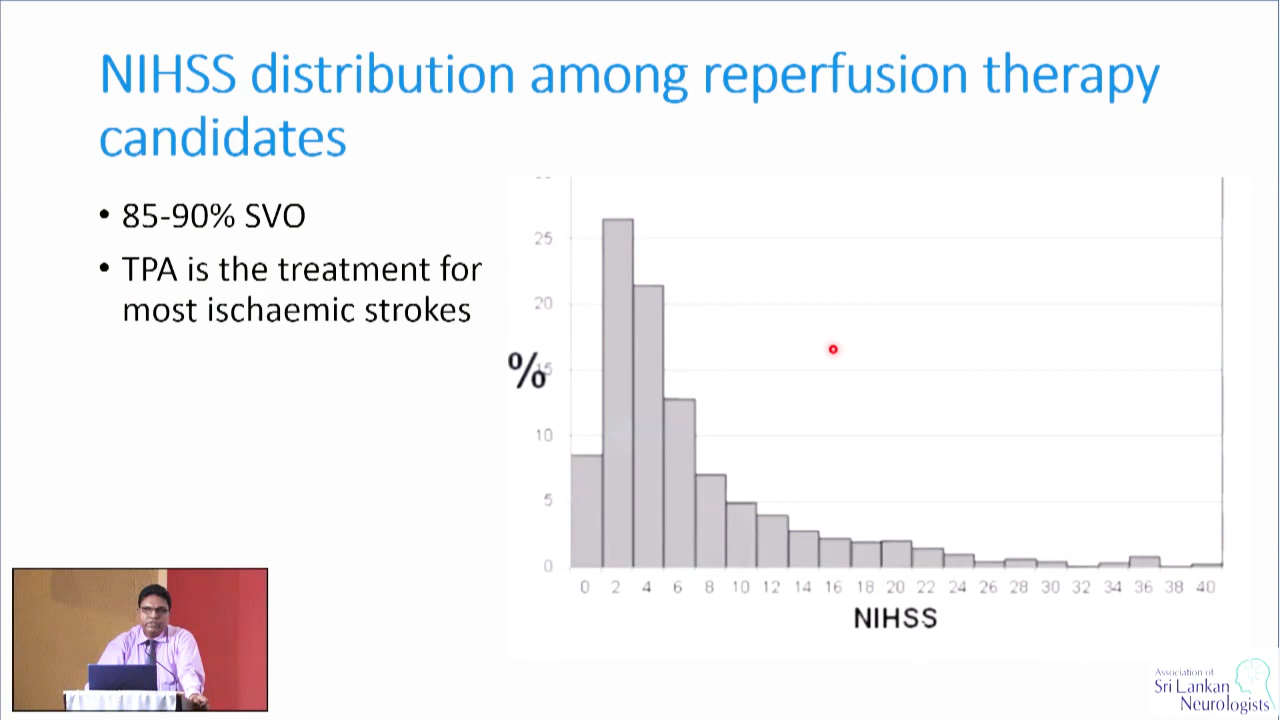 NIHSS distribution among reperfusion therapy
candidates
• 85-90% SVO
• TPA is the treatment for
most ischaemic strokes
25
20
%
15
10
5
0
0 2 4 6 8 10 12 14 16 18 20 22 24 26 28 30 32 34 36 38 40
NIHSS
Association of
Sri Lankan
Neurologists